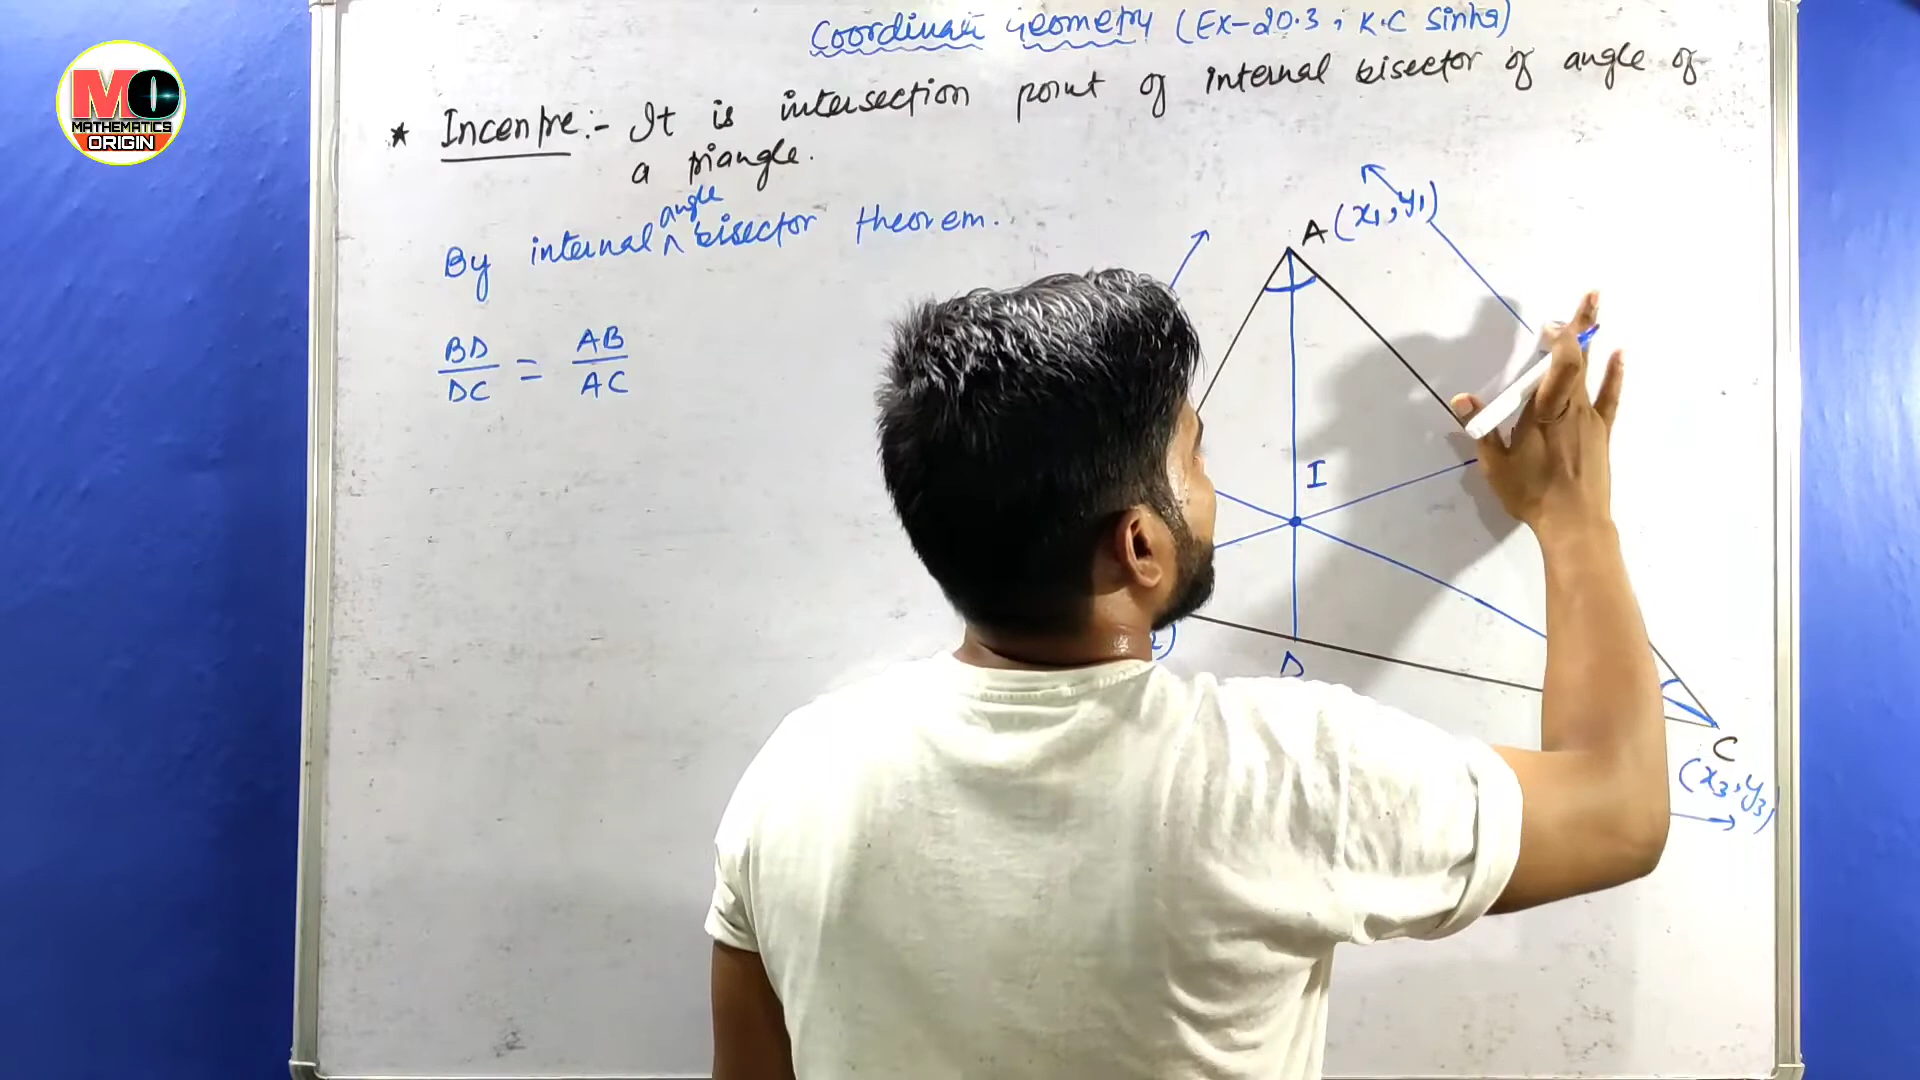 MO
MATHEMATICS
ORIGIN
Coordinate geometry (Ex-20.3, K.C Sinha)
* Incentre:- It is intersection point of internal bisector of angle of
a triangle.
By internal ^ angle bisector theorem.
BD/DC = AB/AC
A (x₁, y₁)
I
D
2)
C
(x₃, y₃)